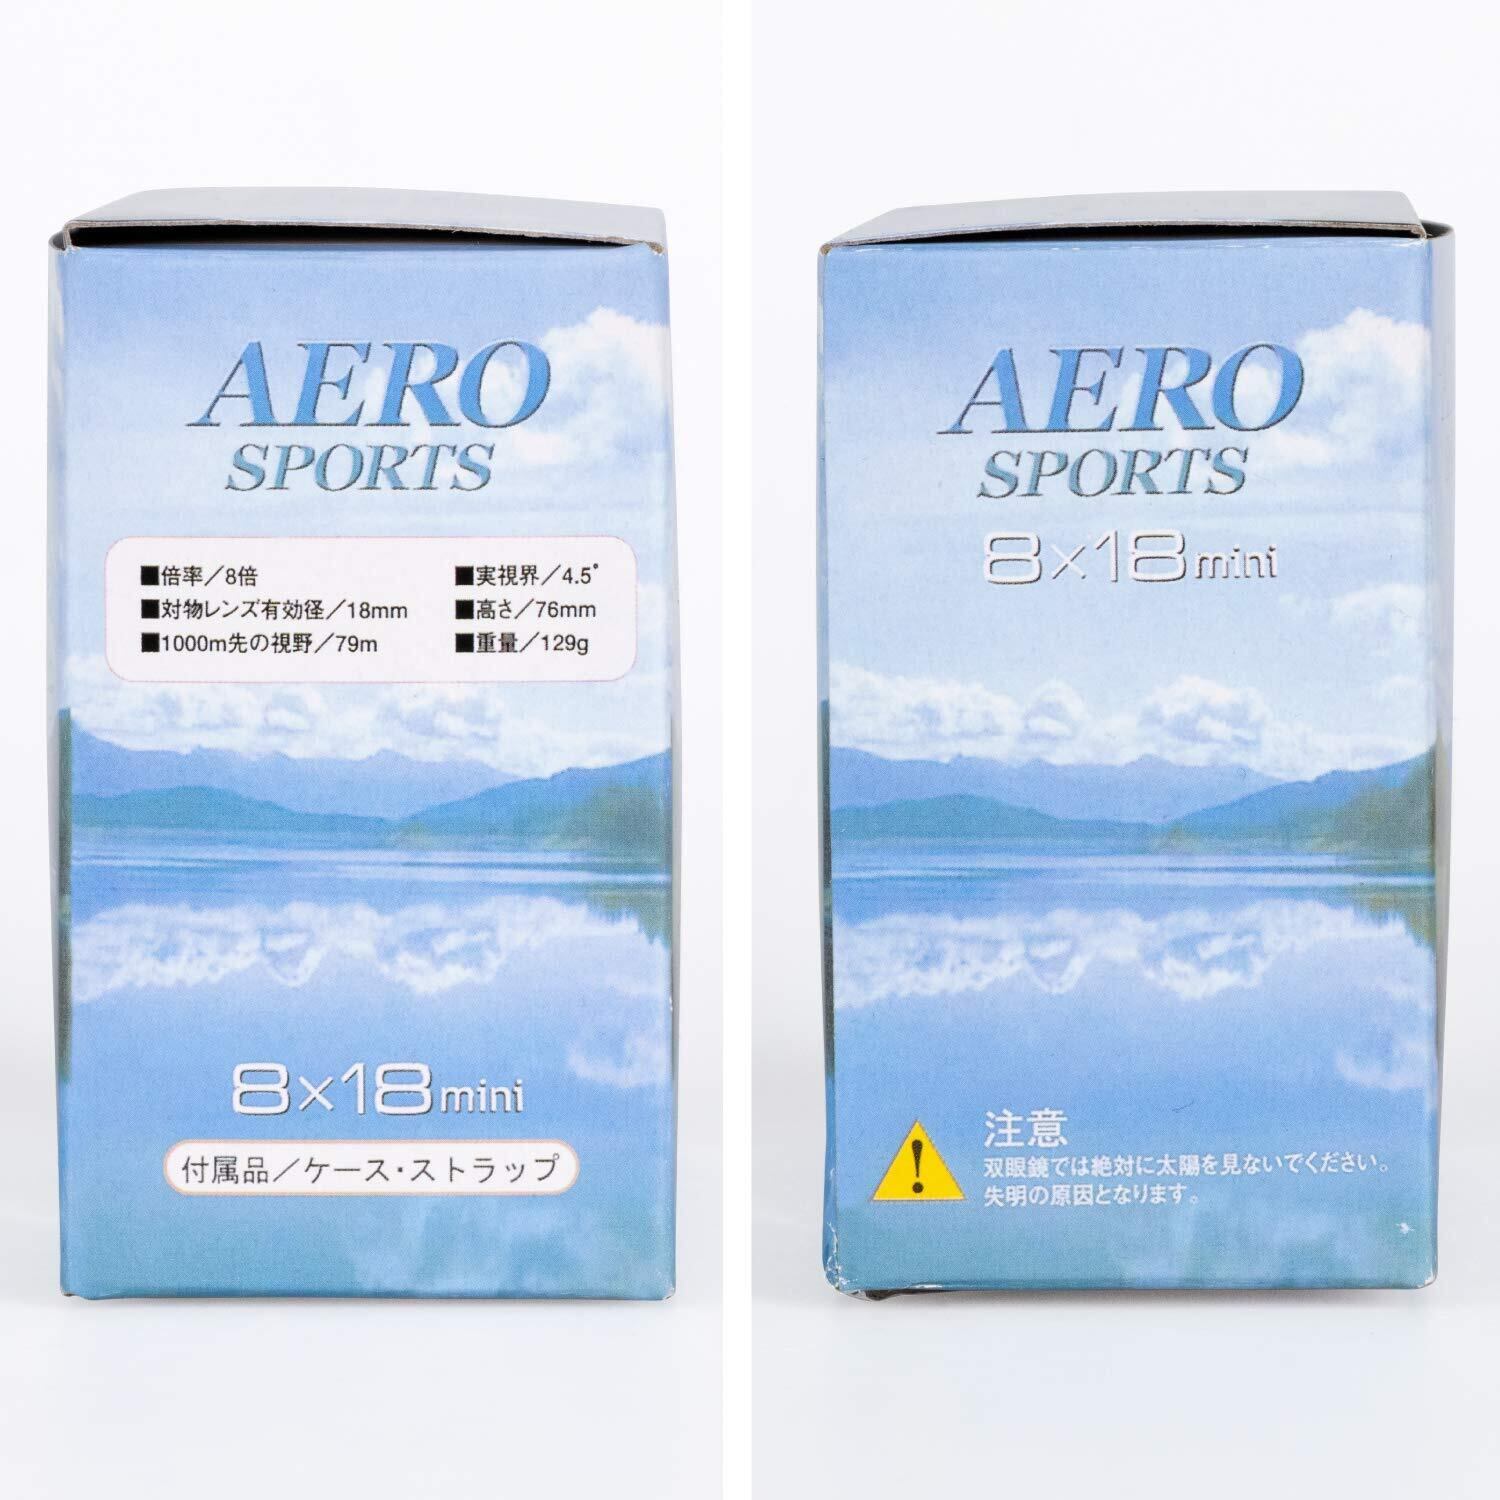 AERO
SPORTS
■倍率／8倍
■対物レンズ有効径／18mm
■1000m先の視野／79m
■実視界／4.5°
■高さ／76mm
■重量／129g
8×18mini
付属品／ケース・ストラップ
AERO
SPORTS
8×18mini
注意
双眼鏡では絶対に太陽を見ないでください。
失明の原因となります。